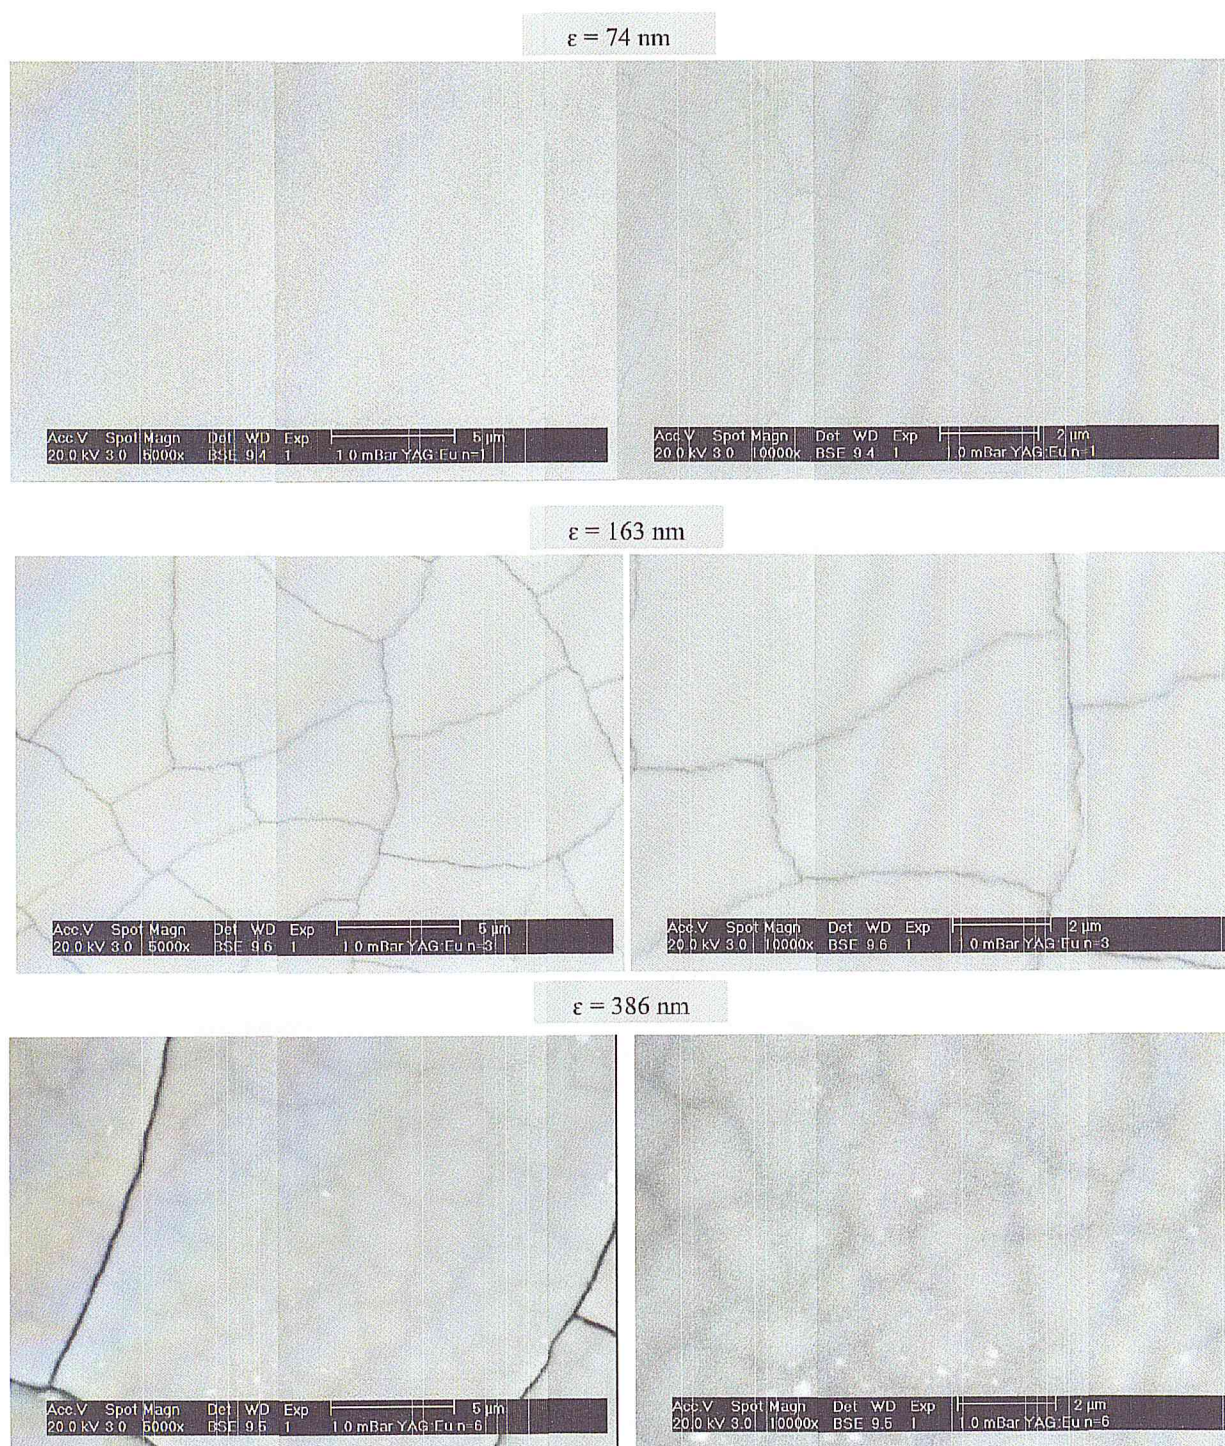 ε = 74 nm
Acc.V Spot Magn Det WD Exp 5 µm
20.0 kV 3.0 5000x BSE 9.4 1 1.0 mBar YAG:Eu n=1
Acc.V Spot Magn Det WD Exp 2 µm
20.0 kV 3.0 10000x BSE 9.4 1 1.0 mBar YAG:Eu n=1
ε = 163 nm
Acc.V Spot Magn Det WD Exp 5 µm
20.0 kV 3.0 5000x BSE 9.6 1 1.0 mBar YAG:Eu n=3
Acc.V Spot Magn Det WD Exp 2 µm
20.0 kV 3.0 10000x BSE 9.6 1 1.0 mBar YAG:Eu n=3
ε = 386 nm
Acc.V Spot Magn Det WD Exp 5 µm
20.0 kV 3.0 5000x BSE 9.5 1 1.0 mBar YAG:Eu n=6
Acc.V Spot Magn Det WD Exp 2 µm
20.0 kV 3.0 10000x BSE 9.5 1 1.0 mBar YAG:Eu n=6